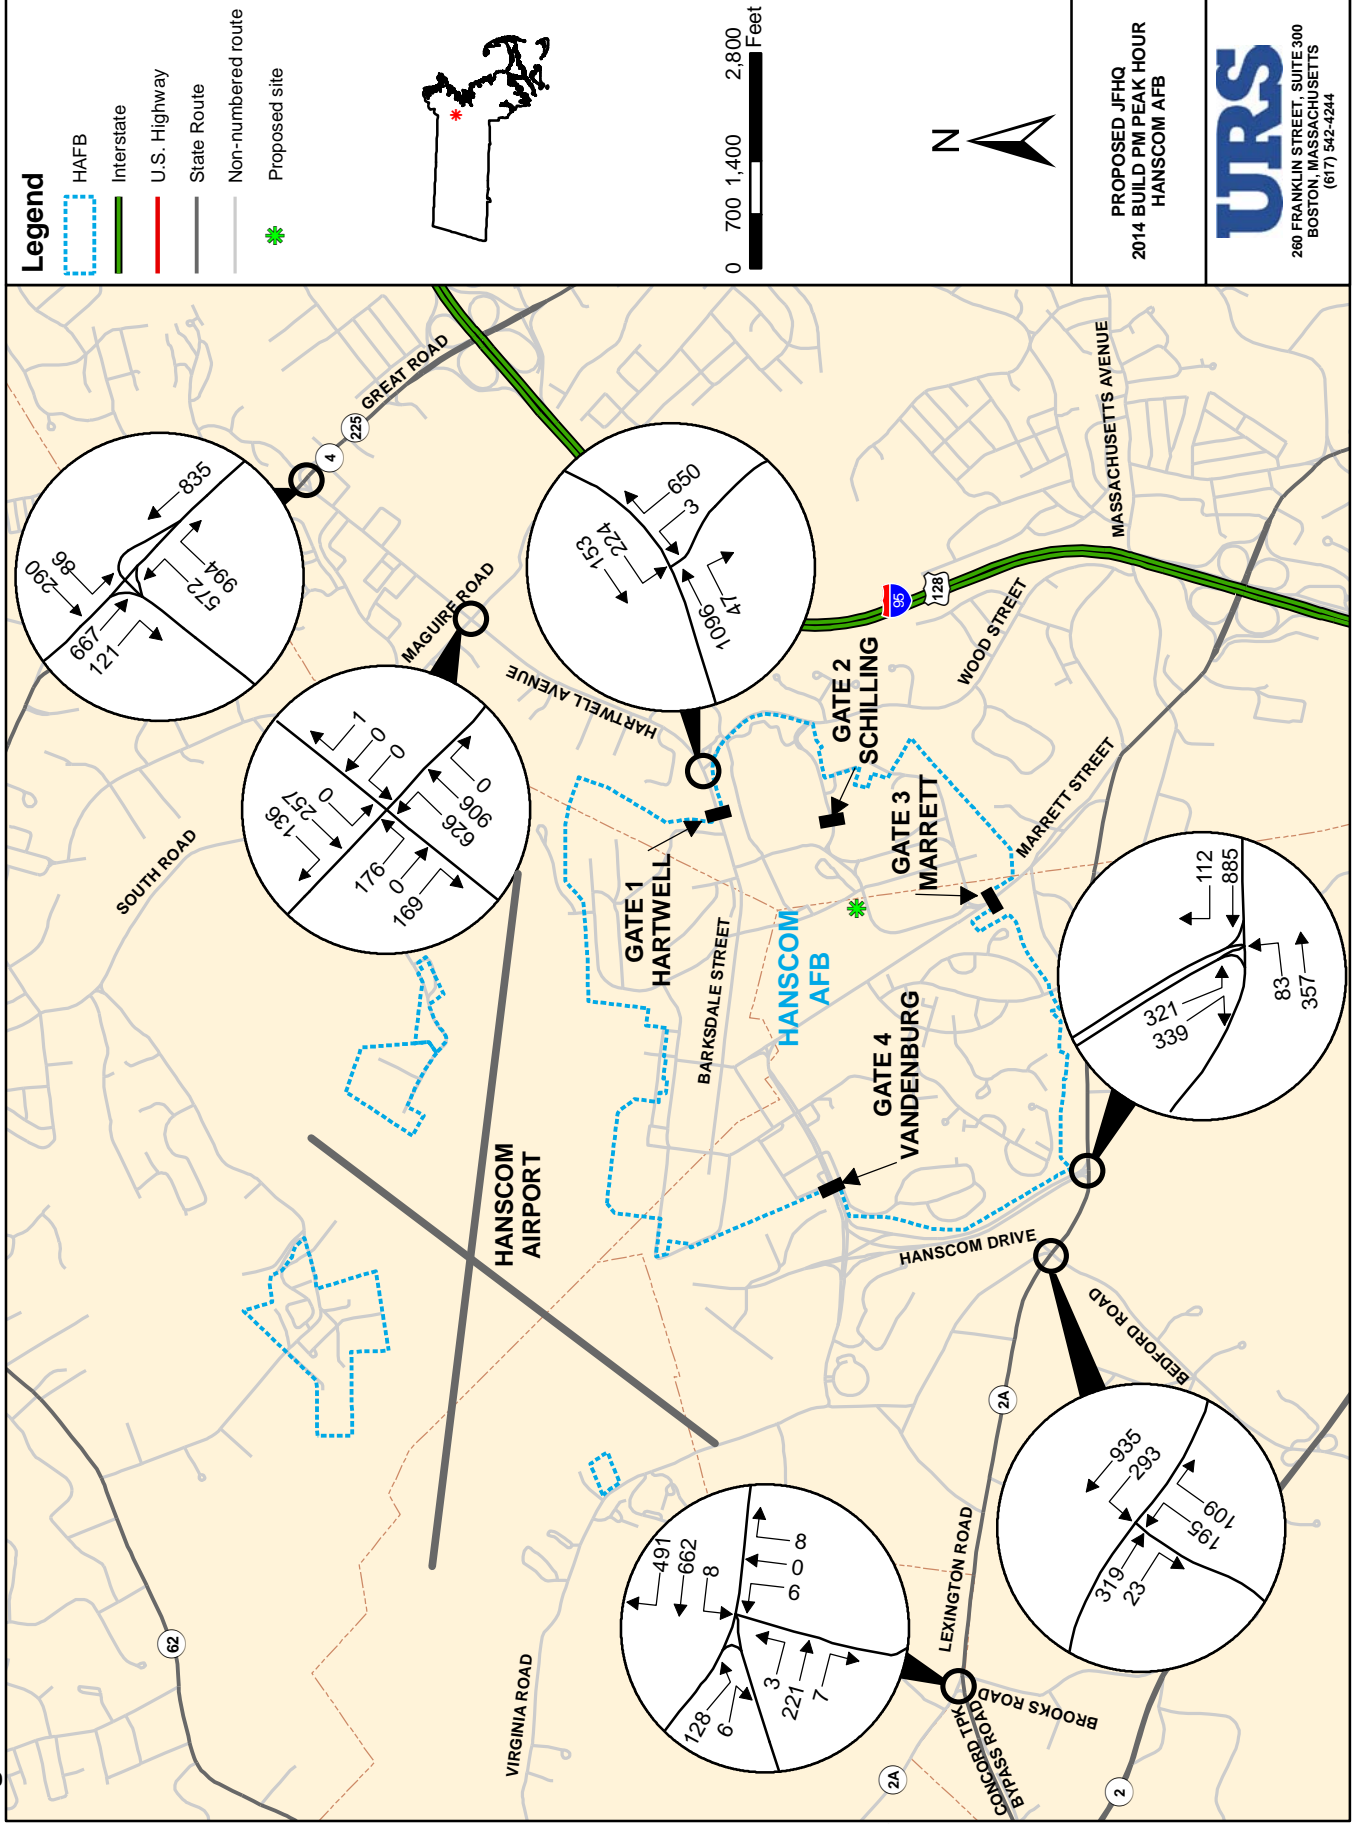 Legend
HAFB
Interstate
U.S. Highway
State Route
Non-numbered route
Proposed site
0 700 1,400 2,800
Feet
N
PROPOSED JFHQ
2014 BUILD PM PEAK HOUR
HANSCOM AFB
URS
260 FRANKLIN STREET, SUITE 300
BOSTON, MASSACHUSETTS
(617) 542-4244
62
SOUTH ROAD
MAGUIRE ROAD
GREAT ROAD
4
225
HARTWELL AVENUE
290
86
835
667
121
572
994
136
257
0
1
0
0
176
0
169
626
906
0
153
224
650
3
1096
47
HANSCOM
AIRPORT
GATE 1
HARTWELL
GATE 2
SCHILLING
GATE 3
MARRETT
GATE 4
VANDENBURG
BARKSDALE STREET
HANSCOM
AFB
95
128
WOOD STREET
MARRETT STREET
MASSACHUSETTS AVENUE
HANSCOM DRIVE
BEDFORD ROAD
2A
LEXINGTON ROAD
VIRGINIA ROAD
BROOKS ROAD
CONCORD TPK
BYPASS ROAD
2A
2
491
662
8
8
0
6
128
6
3
221
7
935
293
319
23
195
109
112
885
321
339
83
357